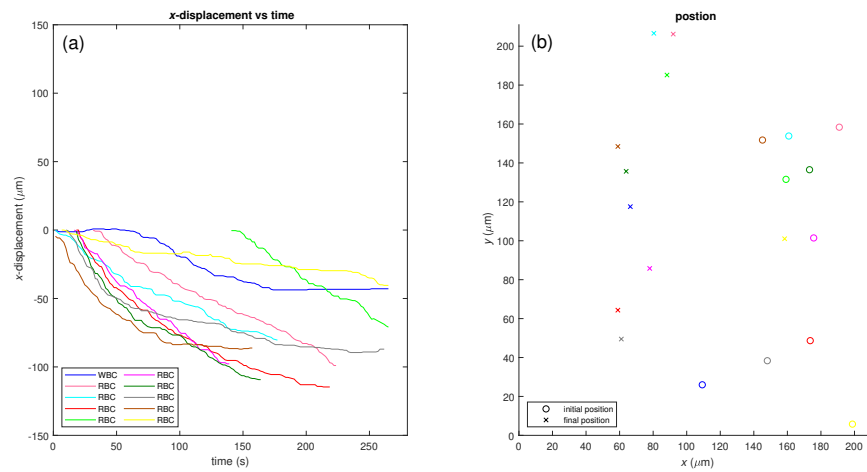 x-displacement vs time
(a)
x-displacement (μm)
150
100
50
0
-50
-100
-150
0 50 100 150 200 250
time (s)
WBC RBC
RBC RBC
RBC RBC
RBC RBC
RBC RBC
postion
(b)
y (μm)
200
180
160
140
120
100
80
60
40
20
0
0 20 40 60 80 100 120 140 160 180 200
x (μm)
initial position
final position